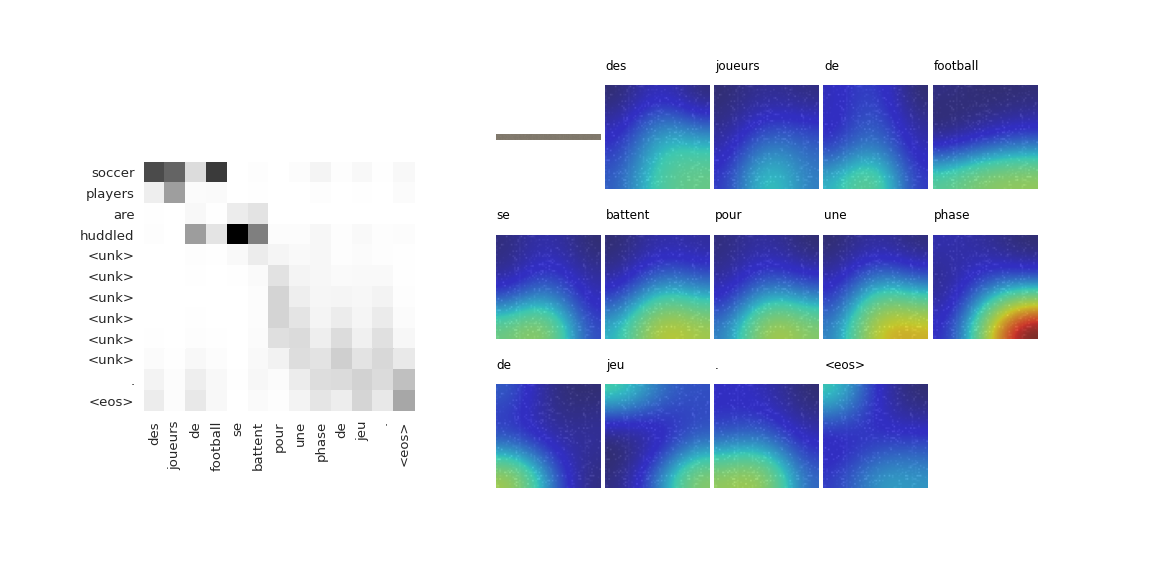 soccer
players
are
huddled
<unk>
<unk>
<unk>
<unk>
<unk>
<unk>
.
<eos>
des joueurs de football se battent pour une phase de jeu . <eos>
des joueurs de football
se battent pour une phase
de jeu . <eos>